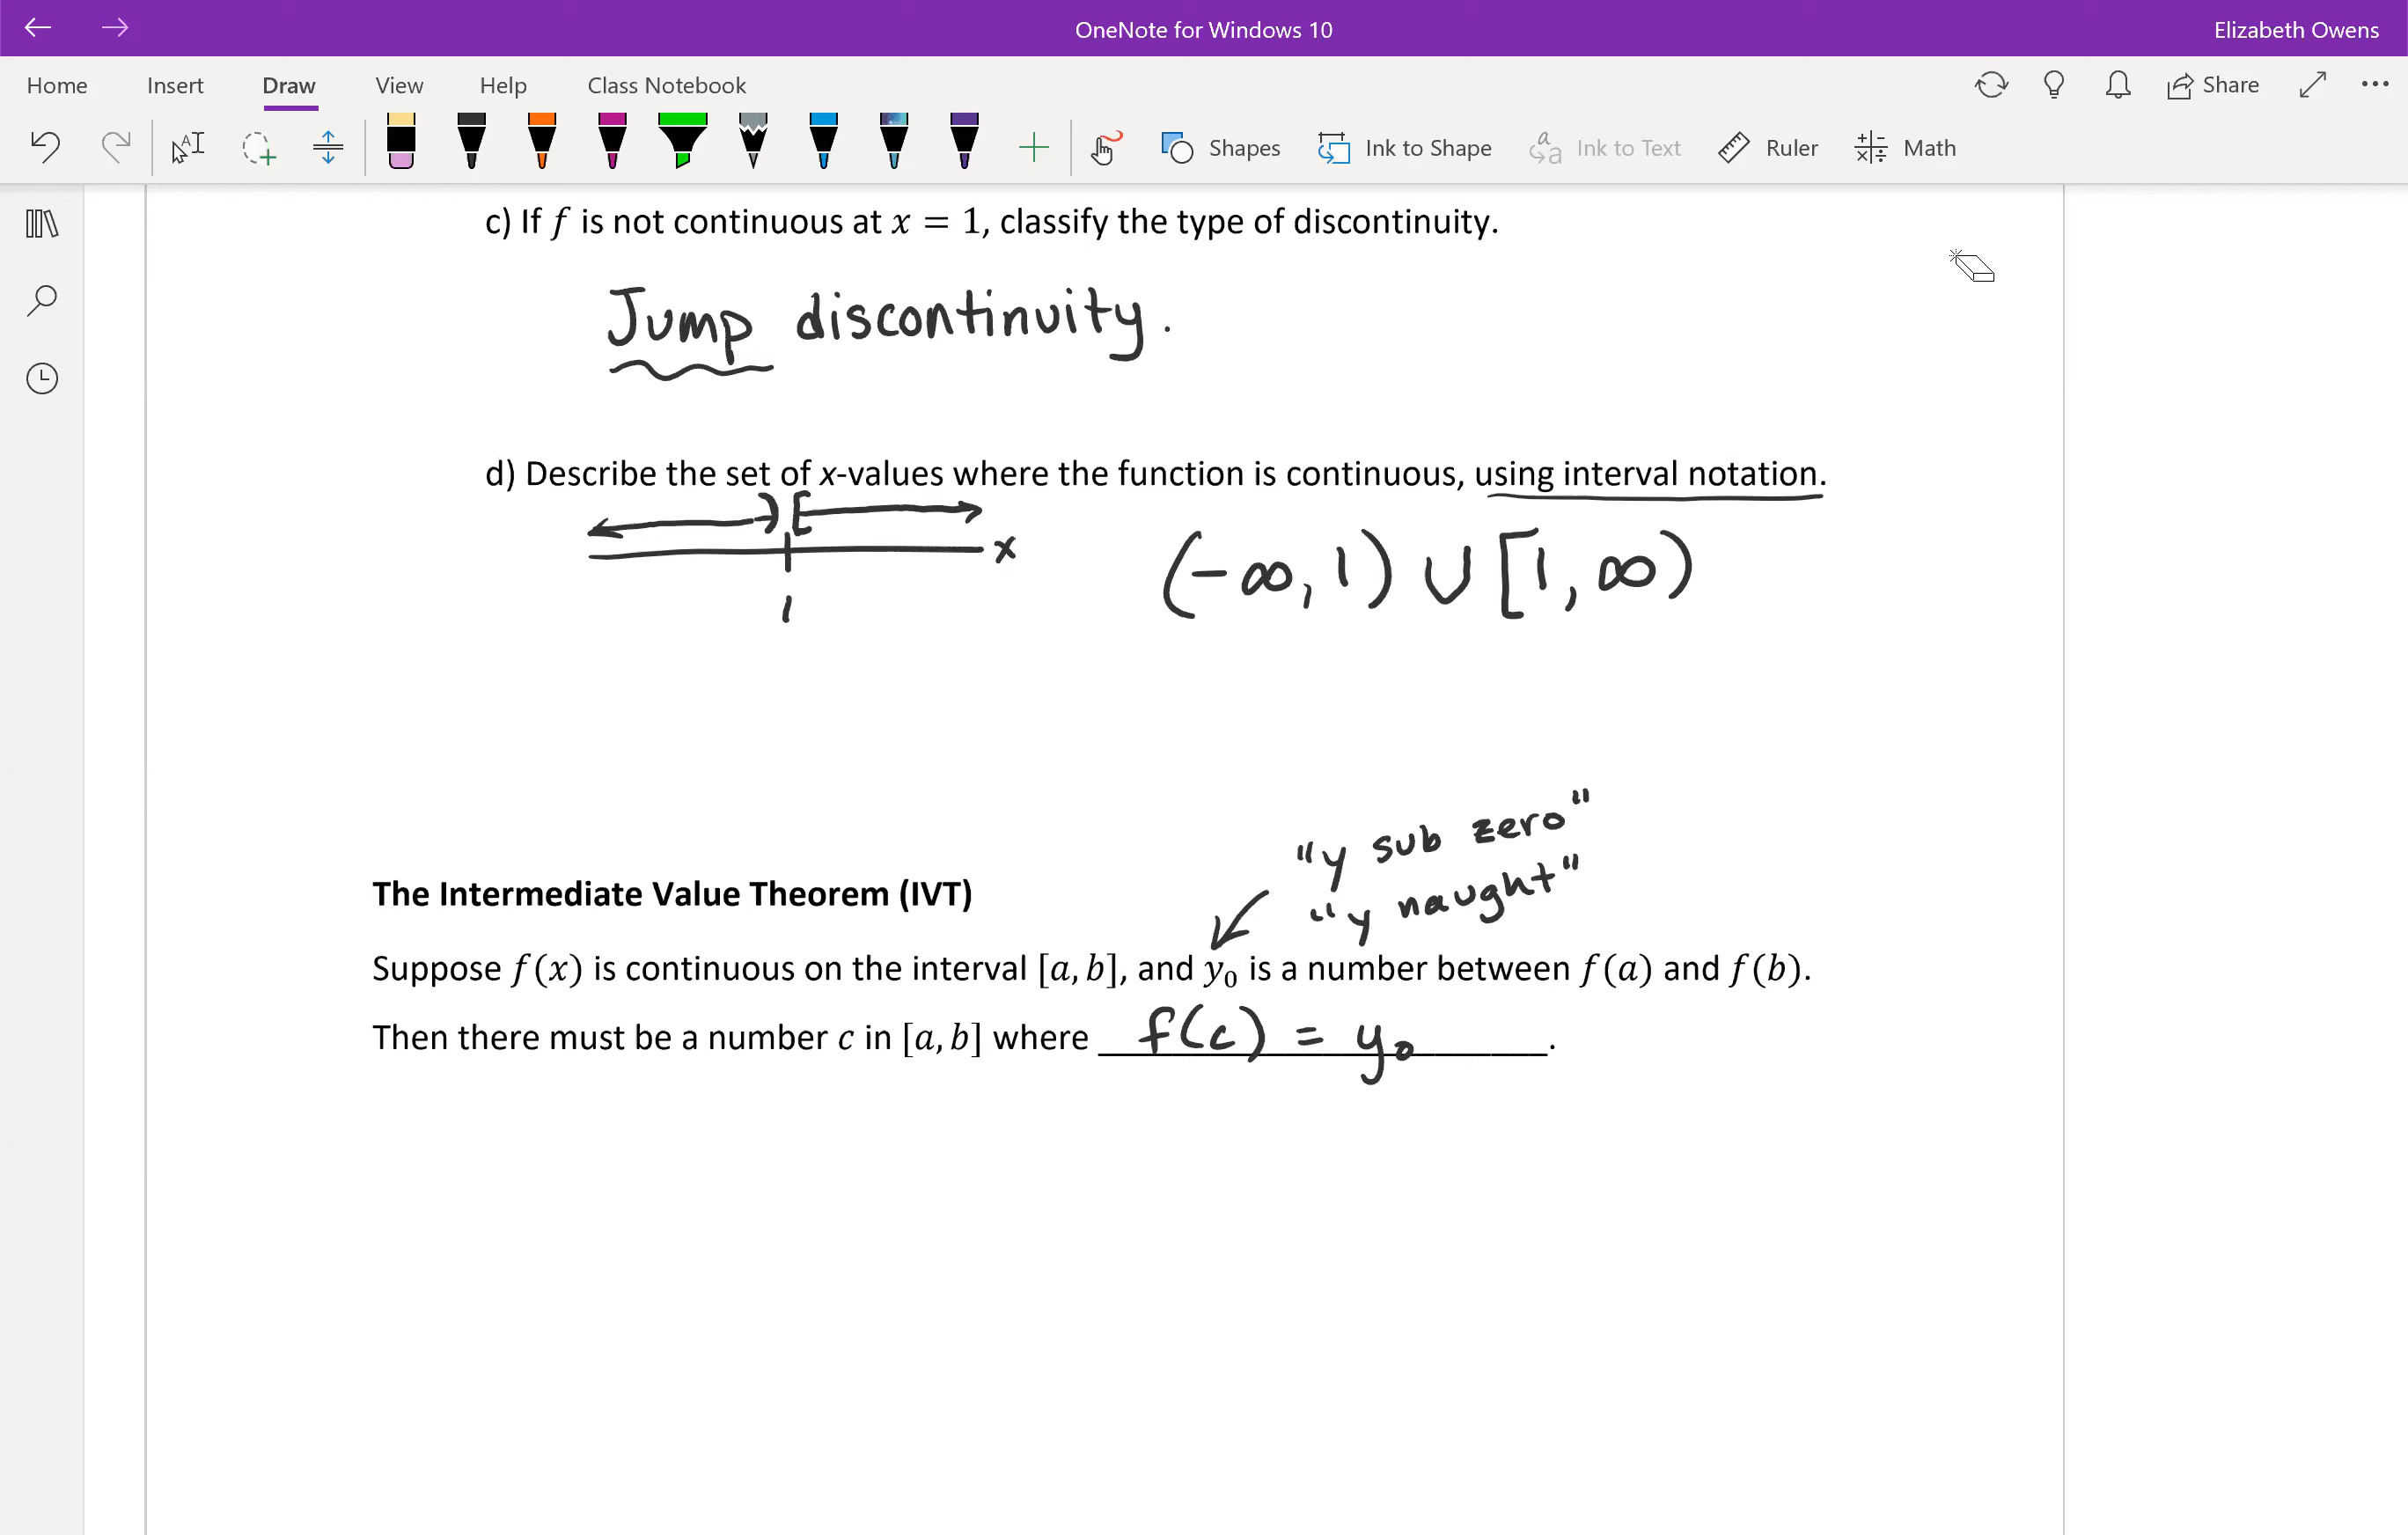 OneNote for Windows 10
Elizabeth Owens
Home Insert Draw View Help Class Notebook Share
Shapes Ink to Shape Ink to Text Ruler Math
c) If f is not continuous at x = 1, classify the type of discontinuity.
Jump discontinuity.
d) Describe the set of x-values where the function is continuous, using interval notation.
x
1
(-∞, 1) ∪ [1, ∞)
"y sub zero"
"y naught"
The Intermediate Value Theorem (IVT)
Suppose f(x) is continuous on the interval [a, b], and y₀ is a number between f(a) and f(b).
Then there must be a number c in [a, b] where f(c) = y₀.